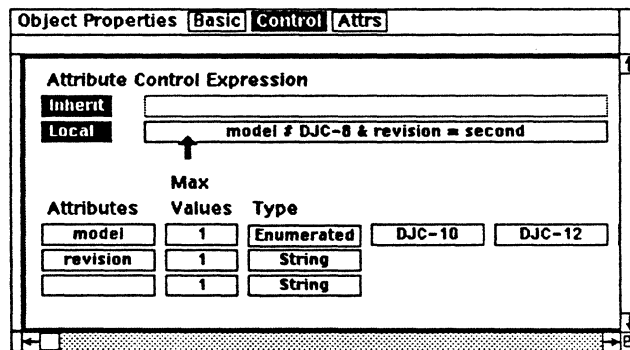 Object Properties Basic Control Attrs
Attribute Control Expression
Inherit
Local model ≠ DJC-8 & revision = second
Max
Attributes Values Type
model 1 Enumerated DJC-10 DJC-12
revision 1 String
1 String